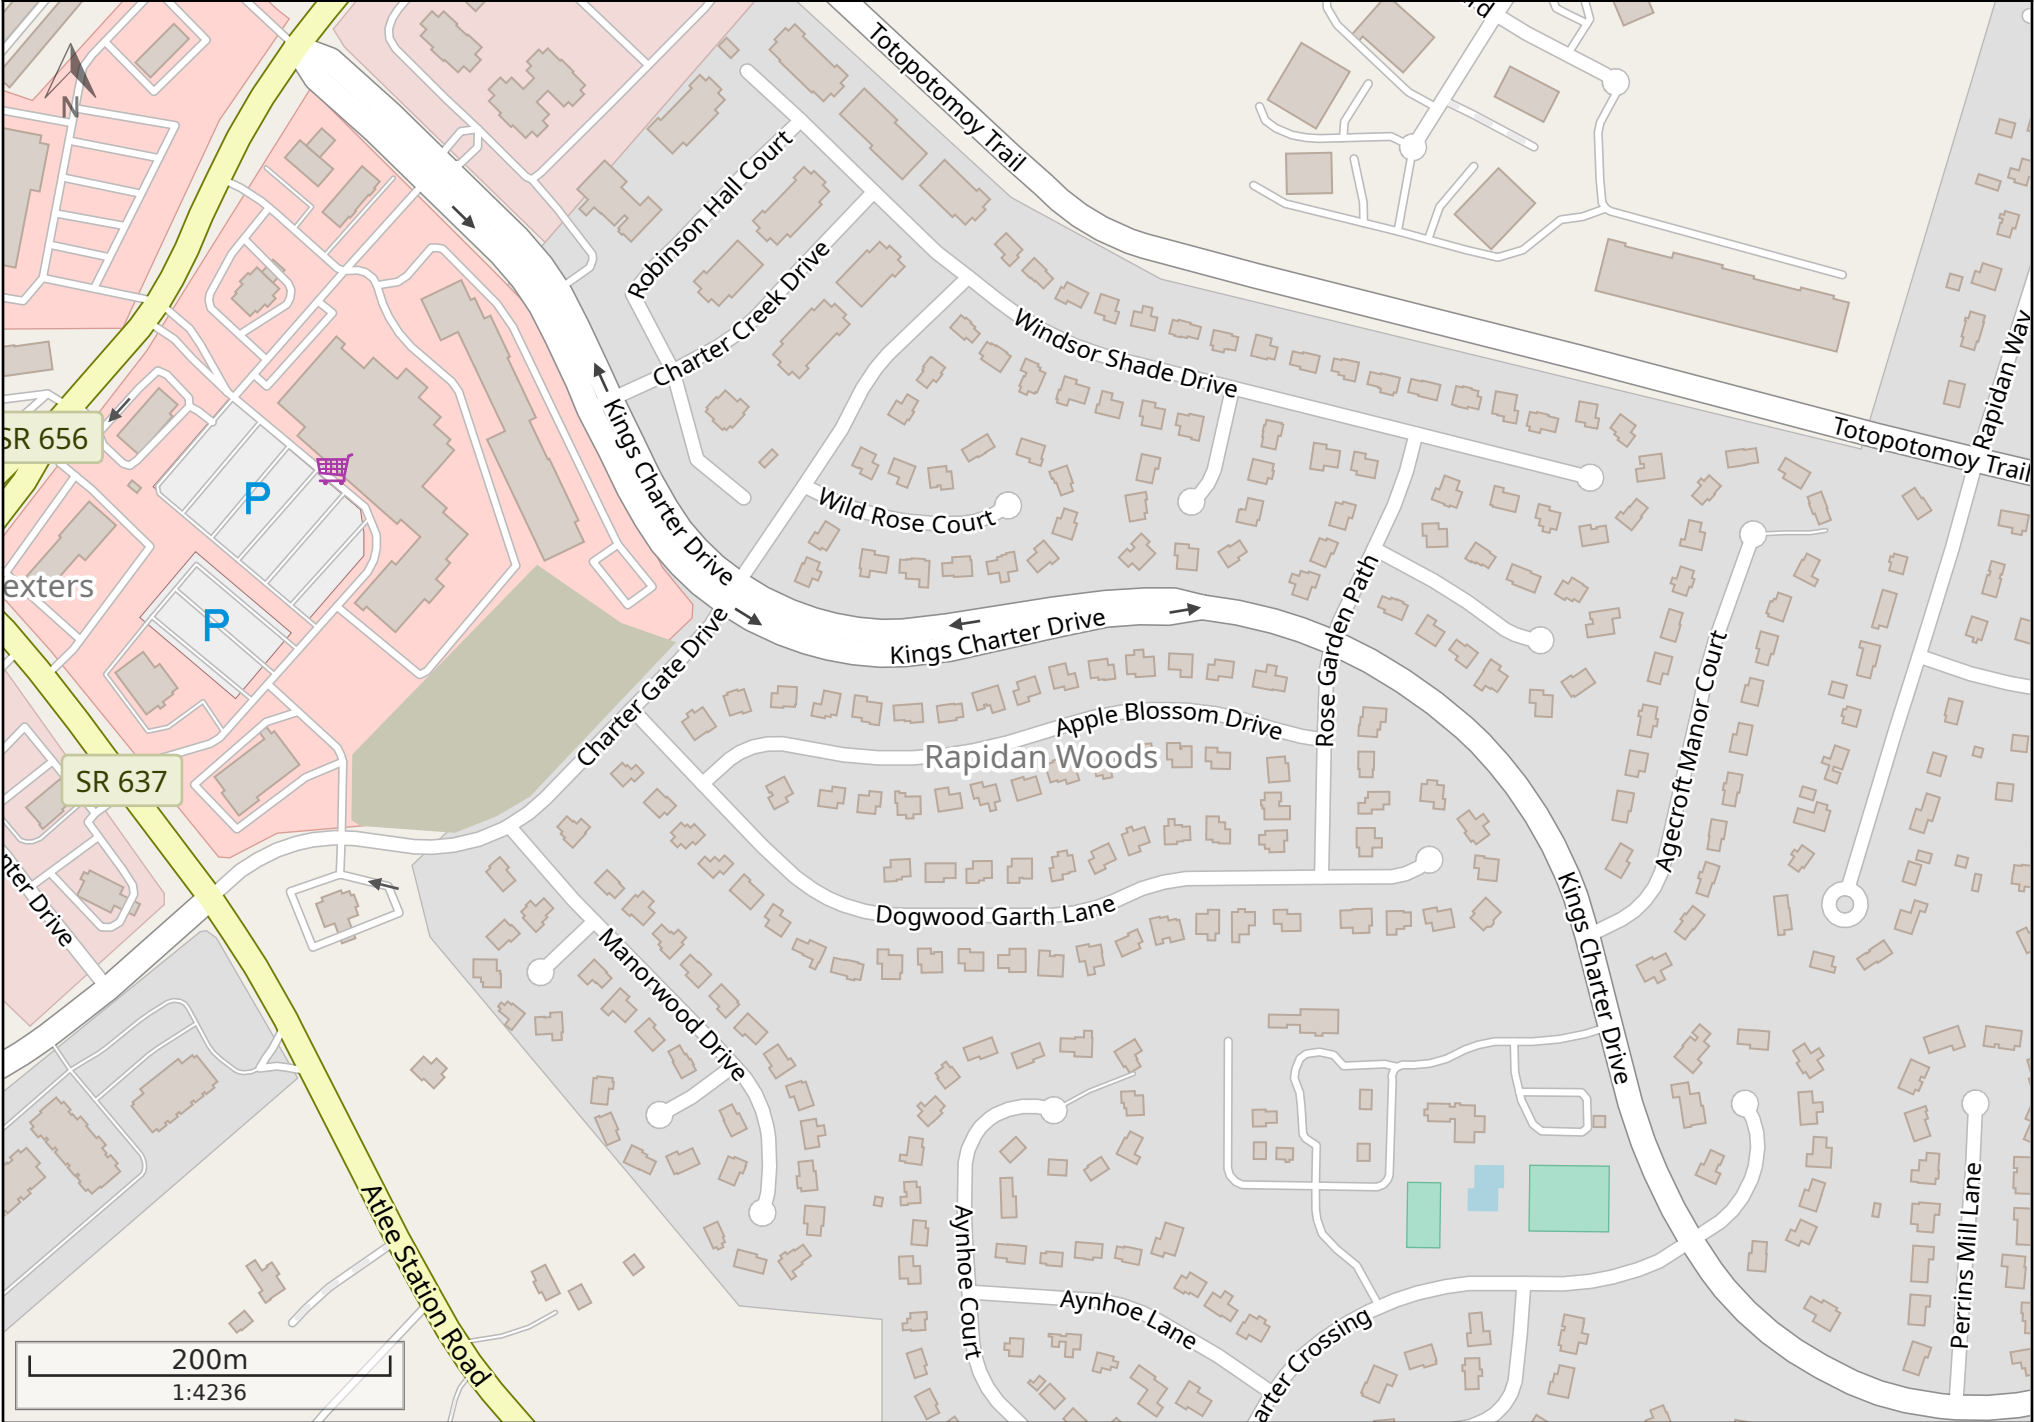 Totopotomoy Trail
N
Robinson Hall Court
Charter Creek Drive
Windsor Shade Drive
Rapidan Way
Totopotomoy Trail
SR 656
P
Kings Charter Drive
Wild Rose Court
P
Kings Charter Drive
Rose Garden Path
Charter Gate Drive
Apple Blossom Drive
Rapidan Woods
Agecroft Manor Court
SR 637
Dogwood Garth Lane
Kings Charter Drive
Manorwood Drive
Atlee Station Road
Aynhoe Court
Aynhoe Lane
Crossing
Perrins Mill Lane
Drive
200m
1:4236